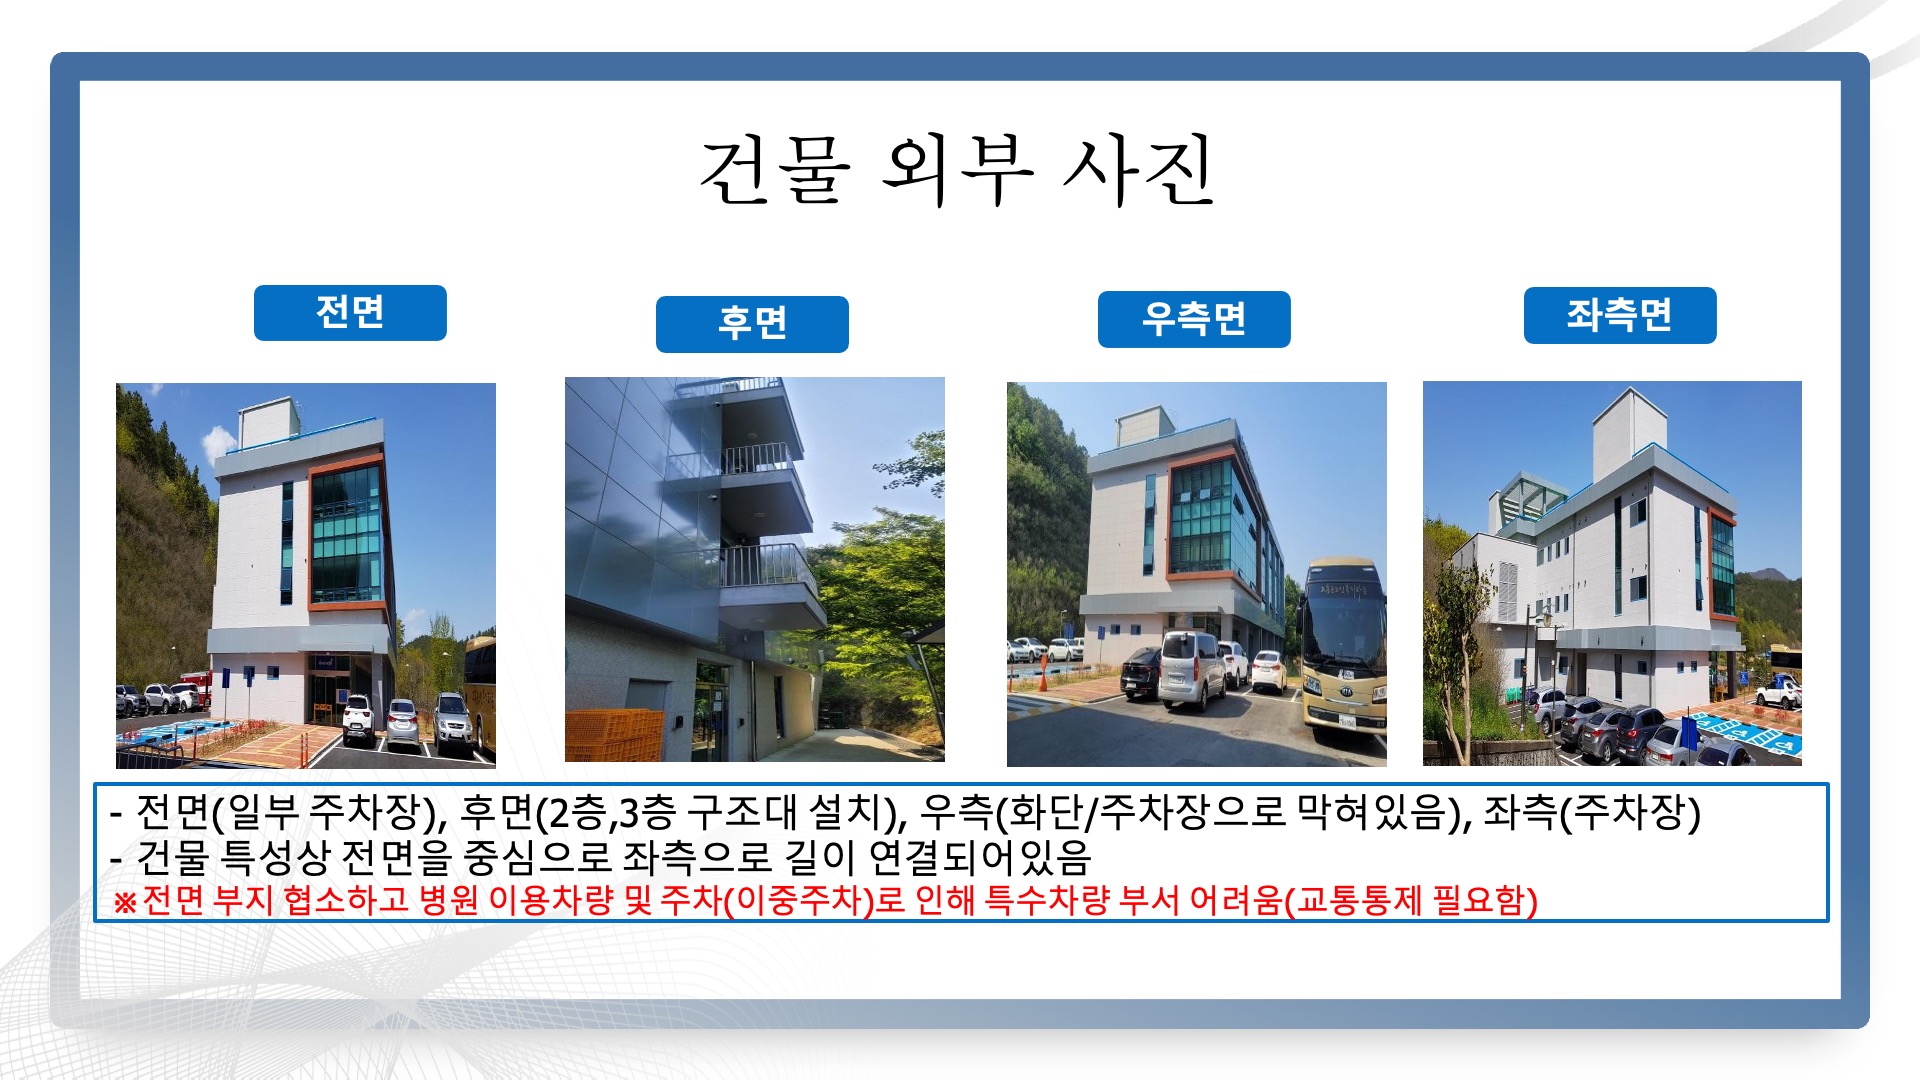 건물 외부 사진
전면
후면
우측면
좌측면
- 전면(일부 주차장), 후면(2층,3층 구조대 설치), 우측(화단/주차장으로 막혀있음), 좌측(주차장)
- 건물 특성상 전면을 중심으로 좌측으로 길이 연결되어있음
※전면 부지 협소하고 병원 이용차량 및 주차(이중주차)로 인해 특수차량 부서 어려움(교통통제 필요함)